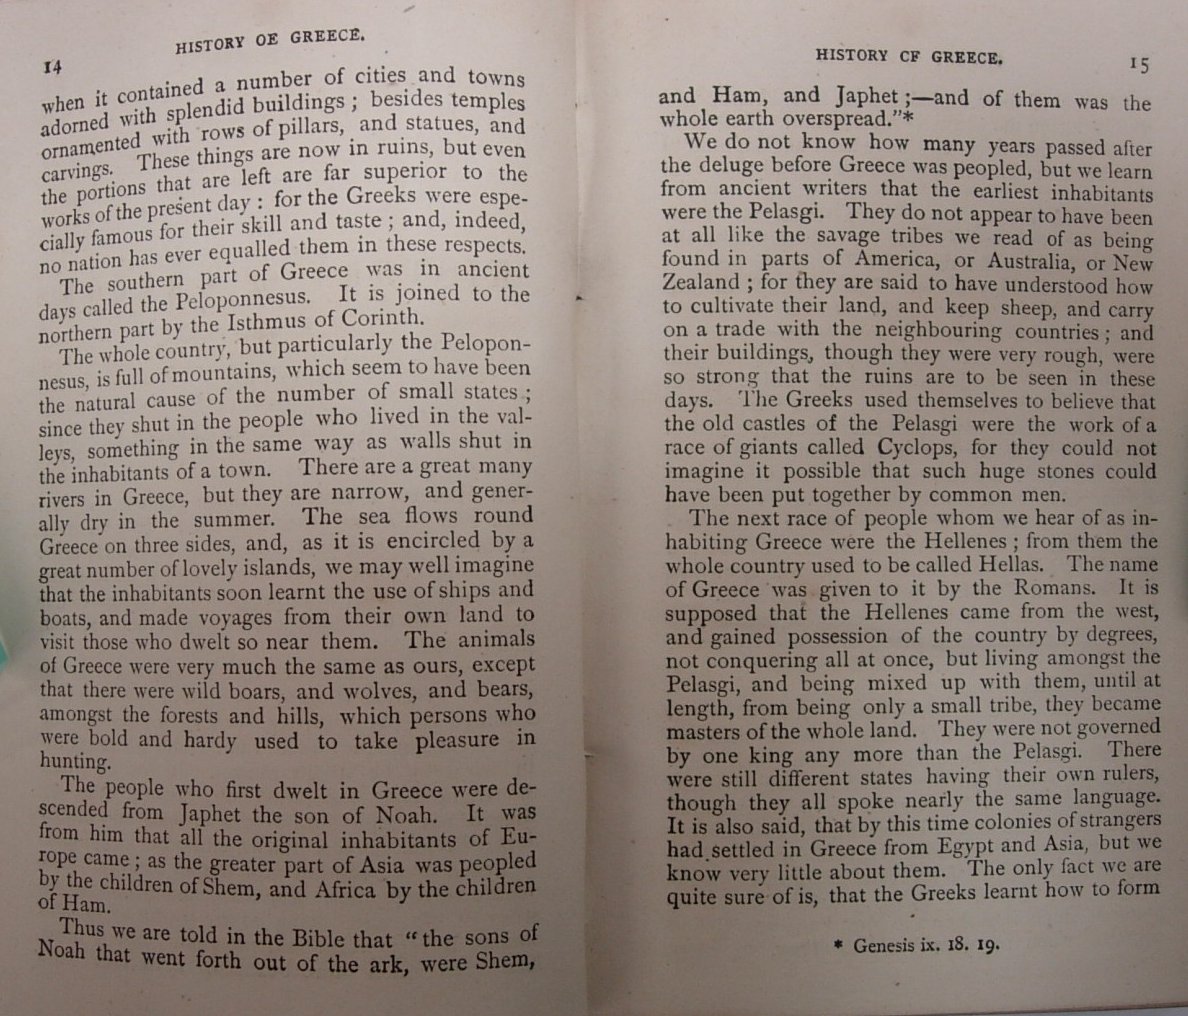 14
HISTORY OF GREECE.
when it contained a number of cities and towns
adorned with splendid buildings ; besides temples
ornamented with rows of pillars, and statues, and
carvings. These things are now in ruins, but even
the portions that are left are far superior to the
works of the present day : for the Greeks were espe-
cially famous for their skill and taste ; and, indeed,
no nation has ever equalled them in these respects.
The southern part of Greece was in ancient
days called the Peloponnesus. It is joined to the
northern part by the Isthmus of Corinth.
The whole country, but particularly the Pelopon-
nesus, is full of mountains, which seem to have been
the natural cause of the number of small states ;
since they shut in the people who lived in the val-
leys, something in the same way as walls shut in
the inhabitants of a town. There are a great many
rivers in Greece, but they are narrow, and gener-
ally dry in the summer. The sea flows round
Greece on three sides, and, as it is encircled by a
great number of lovely islands, we may well imagine
that the inhabitants soon learnt the use of ships and
boats, and made voyages from their own land to
visit those who dwelt so near them. The animals
of Greece were very much the same as ours, except
that there were wild boars, and wolves, and bears,
amongst the forests and hills, which persons who
were bold and hardy used to take pleasure in
hunting.
The people who first dwelt in Greece were de-
scended from Japhet the son of Noah. It was
from him that all the original inhabitants of Eu-
rope came ; as the greater part of Asia was peopled
by the children of Shem, and Africa by the children
of Ham.
Thus we are told in the Bible that "the sons of
Noah that went forth out of the ark, were Shem,
HISTORY CF GREECE.
15
and Ham, and Japhet ;—and of them was the
whole earth overspread."*
We do not know how many years passed after
the deluge before Greece was peopled, but we learn
from ancient writers that the earliest inhabitants
were the Pelasgi. They do not appear to have been
at all like the savage tribes we read of as being
found in parts of America, or Australia, or New
Zealand ; for they are said to have understood how
to cultivate their land, and keep sheep, and carry
on a trade with the neighbouring countries ; and
their buildings, though they were very rough, were
so strong that the ruins are to be seen in these
days. The Greeks used themselves to believe that
the old castles of the Pelasgi were the work of a
race of giants called Cyclops, for they could not
imagine it possible that such huge stones could
have been put together by common men.
The next race of people whom we hear of as in-
habiting Greece were the Hellenes ; from them the
whole country used to be called Hellas. The name
of Greece was given to it by the Romans. It is
supposed that the Hellenes came from the west,
and gained possession of the country by degrees,
not conquering all at once, but living amongst the
Pelasgi, and being mixed up with them, until at
length, from being only a small tribe, they became
masters of the whole land. They were not governed
by one king any more than the Pelasgi. There
were still different states having their own rulers,
though they all spoke nearly the same language.
It is also said, that by this time colonies of strangers
had settled in Greece from Egypt and Asia, but we
know very little about them. The only fact we are
quite sure of is, that the Greeks learnt how to form
* Genesis ix. 18. 19.